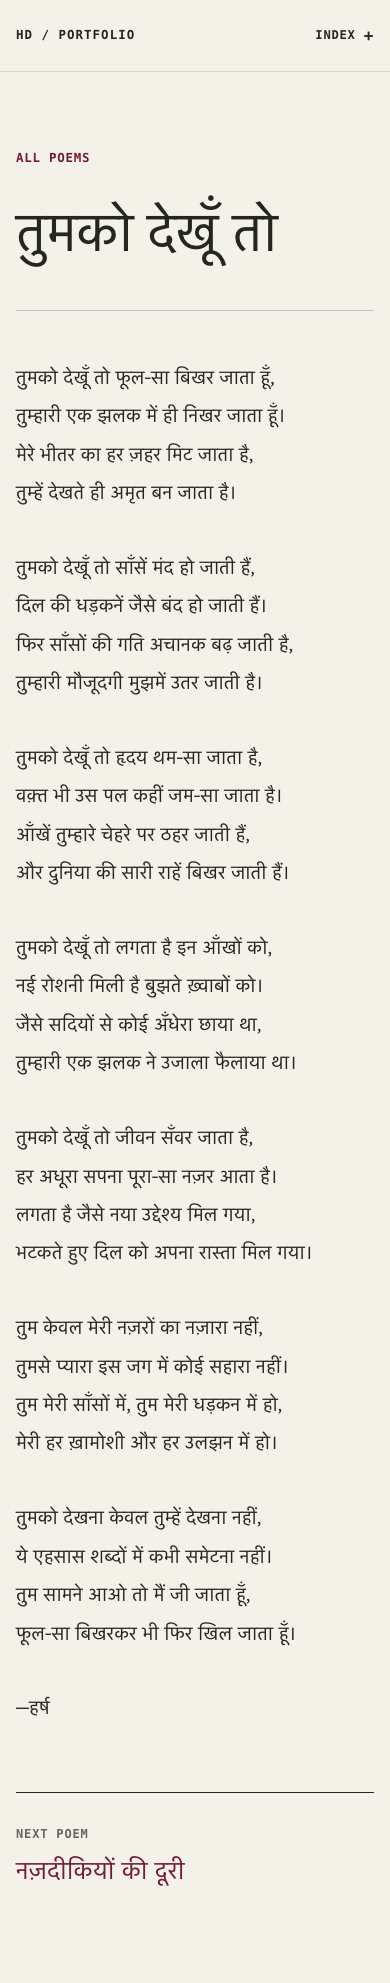 HD / PORTFOLIO
INDEX +
ALL POEMS
तुमको देखूँ तो
तुमको देखूँ तो फूल-सा बिखर जाता हूँ,
तुम्हारी एक झलक में ही निखर जाता हूँ।
मेरे भीतर का हर ज़हर मिट जाता है,
तुम्हें देखते ही अमृत बन जाता है।
तुमको देखूँ तो साँसें मंद हो जाती हैं,
दिल की धड़कनें जैसे बंद हो जाती हैं।
फिर साँसों की गति अचानक बढ़ जाती है,
तुम्हारी मौजूदगी मुझमें उतर जाती है।
तुमको देखूँ तो हृदय थम-सा जाता है,
वक़्त भी उस पल कहीं जम-सा जाता है।
आँखें तुम्हारे चेहरे पर ठहर जाती हैं,
और दुनिया की सारी राहें बिखर जाती हैं।
तुमको देखूँ तो लगता है इन आँखों को,
नई रोशनी मिली है बुझते ख़्वाबों को।
जैसे सदियों से कोई अँधेरा छाया था,
तुम्हारी एक झलक ने उजाला फैलाया था।
तुमको देखूँ तो जीवन सँवर जाता है,
हर अधूरा सपना पूरा-सा नज़र आता है।
लगता है जैसे नया उद्देश्य मिल गया,
भटकते हुए दिल को अपना रास्ता मिल गया।
तुम केवल मेरी नज़रों का नज़ारा नहीं,
तुमसे प्यारा इस जग में कोई सहारा नहीं।
तुम मेरी साँसों में, तुम मेरी धड़कन में हो,
मेरी हर ख़ामोशी और हर उलझन में हो।
तुमको देखना केवल तुम्हें देखना नहीं,
ये एहसास शब्दों में कभी समेटना नहीं।
तुम सामने आओ तो मैं जी जाता हूँ,
फूल-सा बिखरकर भी फिर खिल जाता हूँ।
—हर्ष
NEXT POEM
नज़दीकियों की दूरी